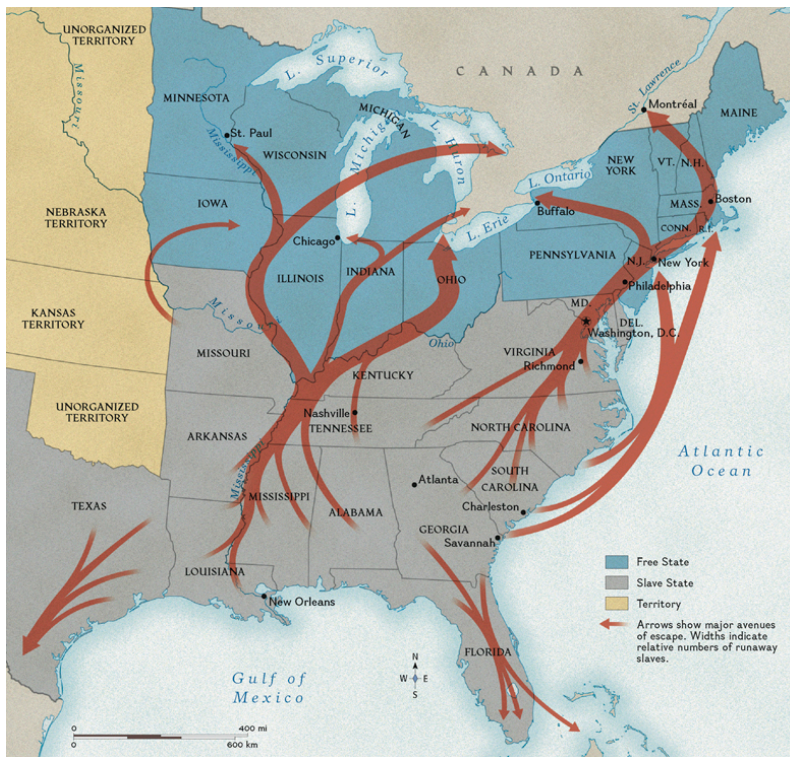 UNORGANIZED
TERRITORY
Missouri
MINNESOTA
St. Paul
Mississippi
WISCONSIN
L. Superior
MICHIGAN
L. Michigan
L. Huron
CANADA
St. Lawrence
Montréal
MAINE
VT.
N.H.
NEW
YORK
L. Ontario
Buffalo
MASS.
Boston
CONN.
R.I.
L. Erie
IOWA
NEBRASKA
TERRITORY
Chicago
ILLINOIS
INDIANA
OHIO
PENNSYLVANIA
N.J.
New York
Philadelphia
MD.
DEL.
Washington, D.C.
KANSAS
TERRITORY
Missouri
MISSOURI
Ohio
VIRGINIA
Richmond
KENTUCKY
Nashville
TENNESSEE
NORTH CAROLINA
UNORGANIZED
TERRITORY
ARKANSAS
Mississippi
MISSISSIPPI
ALABAMA
Atlanta
GEORGIA
SOUTH
CAROLINA
Charleston
Savannah
Atlantic
Ocean
TEXAS
LOUISIANA
New Orleans
FLORIDA
Gulf of
Mexico
N
W
E
S
Free State
Slave State
Territory
Arrows show major avenues
of escape. Widths indicate
relative numbers of runaway
slaves.
0
400 mi
0
600 km